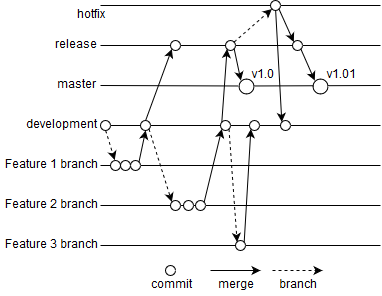 hotfix
release
v1.0
v1.01
master
development
Feature 1 branch
Feature 2 branch
Feature 3 branch
commit
merge
branch